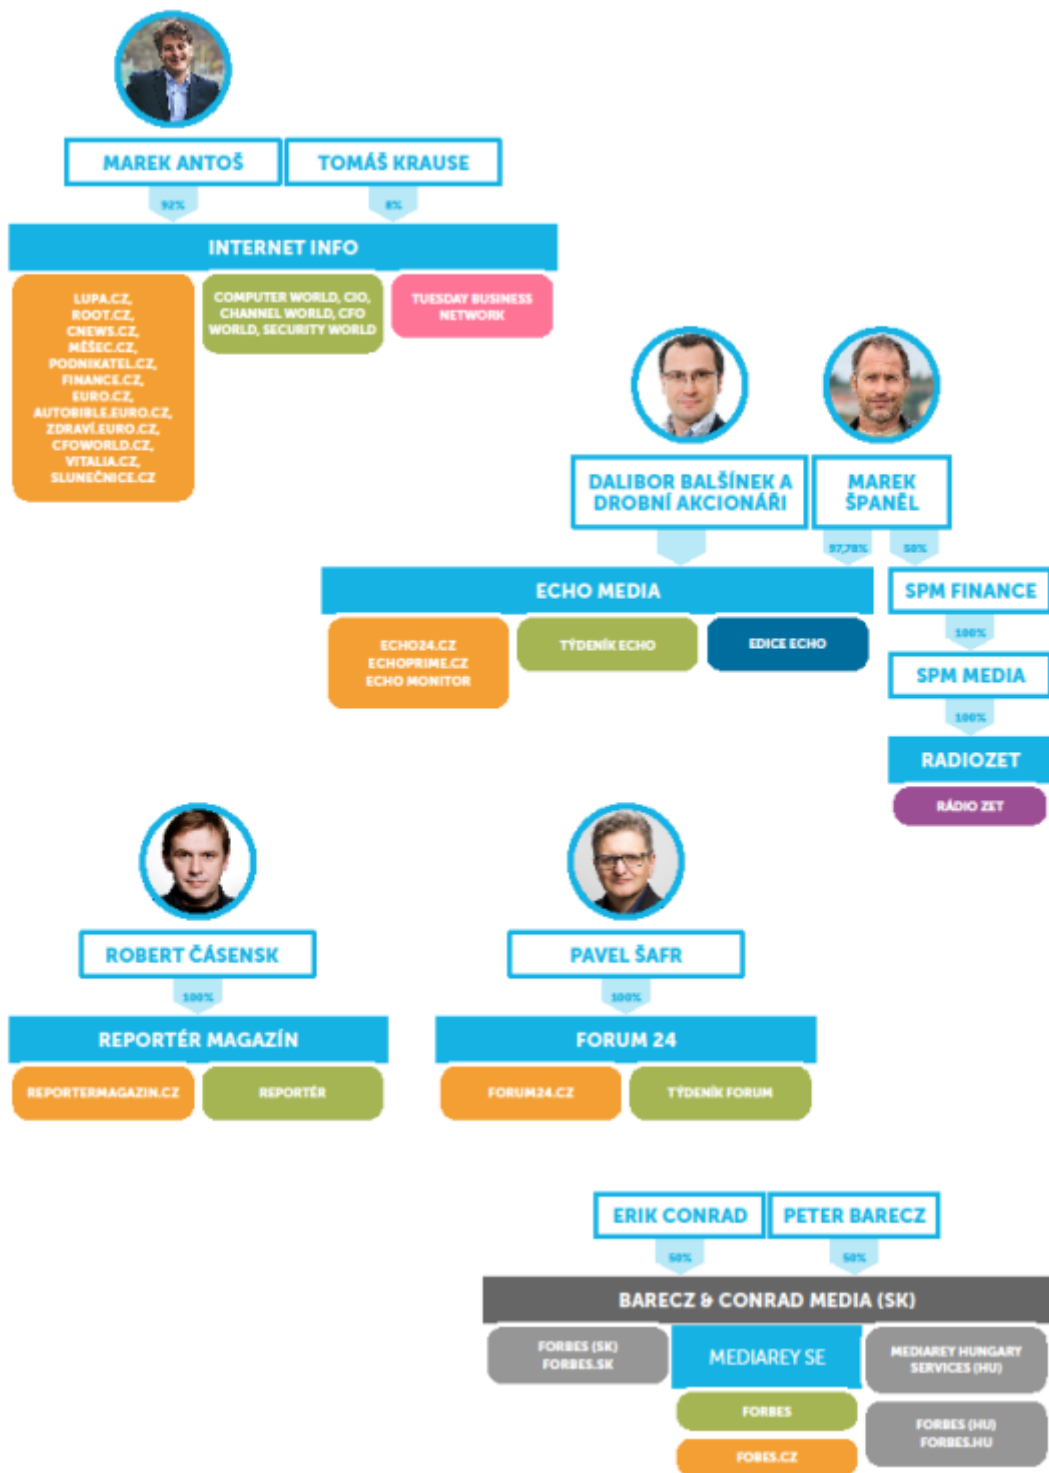 MAREK ANTOŠ
TOMÁŠ KRAUSE
92%
8%
INTERNET INFO
LUPA.CZ,
ROOT.CZ,
CNEWS.CZ,
MĚŠEC.CZ,
PODNIKATEL.CZ,
FINANCE.CZ,
EURO.CZ,
AUTOBIBLE.EURO.CZ,
ZDRAVÍ.EURO.CZ,
CFOWORLD.CZ,
VITALIA.CZ,
SLUNEČNICE.CZ
COMPUTER WORLD, CIO,
CHANNEL WORLD, CFO
WORLD, SECURITY WORLD
TUESDAY BUSINESS
NETWORK
DALIBOR BALŠÍNEK A
DROBNÍ AKCIONÁŘI
MAREK
ŠPANĚL
97,78%
50%
ECHO MEDIA
ECHO24.CZ
ECHOPRIME.CZ
ECHO MONITOR
TÝDENÍK ECHO
EDICE ECHO
SPM FINANCE
100%
SPM MEDIA
100%
RADIOZET
RÁDIO ZET
ROBERT ČÁSENSK
100%
REPORTÉR MAGAZÍN
REPORTERMAGAZIN.CZ
REPORTÉR
PAVEL ŠAFR
100%
FORUM 24
FORUM24.CZ
TÝDENÍK FORUM
ERIK CONRAD
PETER BARECZ
50%
50%
BARECZ & CONRAD MEDIA (SK)
FORBES (SK)
FORBES.SK
MEDIAREY SE
FORBES
FOBES.CZ
MEDIAREY HUNGARY
SERVICES (HU)
FORBES (HU)
FORBES.HU